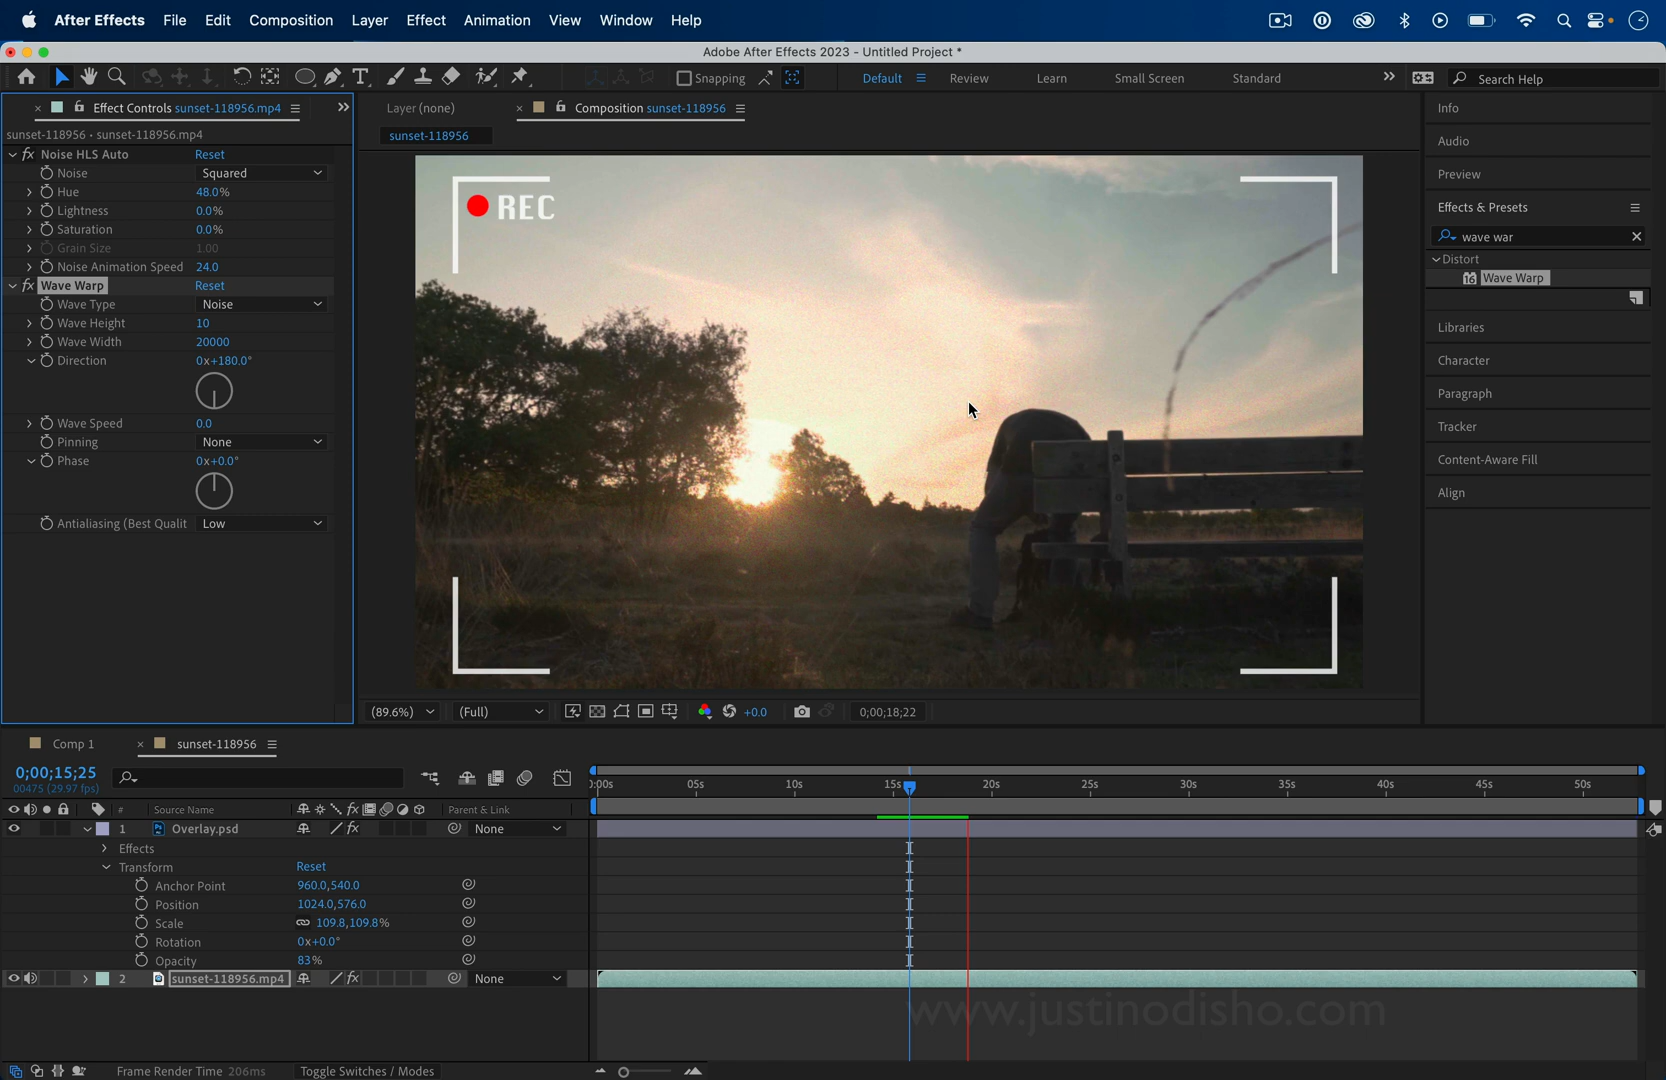 After Effects File Edit Composition Layer Effect Animation View Window Help
Adobe After Effects 2023 - Untitled Project *
Snapping Default Review Learn Small Screen Standard Search Help
Effect Controls sunset-118956.mp4
sunset-118956 • sunset-118956.mp4
fx Noise HLS Auto Reset
Noise Squared
Hue 48.0%
Lightness 0.0%
Saturation 0.0%
Grain Size 1.00
Noise Animation Speed 24.0
fx Wave Warp Reset
Wave Type Noise
Wave Height 10
Wave Width 20000
Direction 0x+180.0°
Wave Speed 0.0
Pinning None
Phase 0x+0.0°
Antialiasing (Best Qualit Low
Layer (none) Composition sunset-118956
sunset-118956
REC
(89.6%) (Full) +0.0 0;00;18;22
Info
Audio
Preview
Effects & Presets
wave war
Distort
16 Wave Warp
Libraries
Character
Paragraph
Tracker
Content-Aware Fill
Align
Comp 1 sunset-118956
0;00;15;25
00475 (29.97 fps)
):00s 05s 10s 15s 20s 25s 30s 35s 40s 45s 50s
# Source Name fx Parent & Link
1 Ps Overlay.psd fx None
Effects
Transform Reset
Anchor Point 960.0,540.0
Position 1024.0,576.0
Scale 109.8,109.8%
Rotation 0x+0.0°
Opacity 83%
2 sunset-118956.mp4 fx None
www.justinodisho.com
Frame Render Time 206ms Toggle Switches / Modes